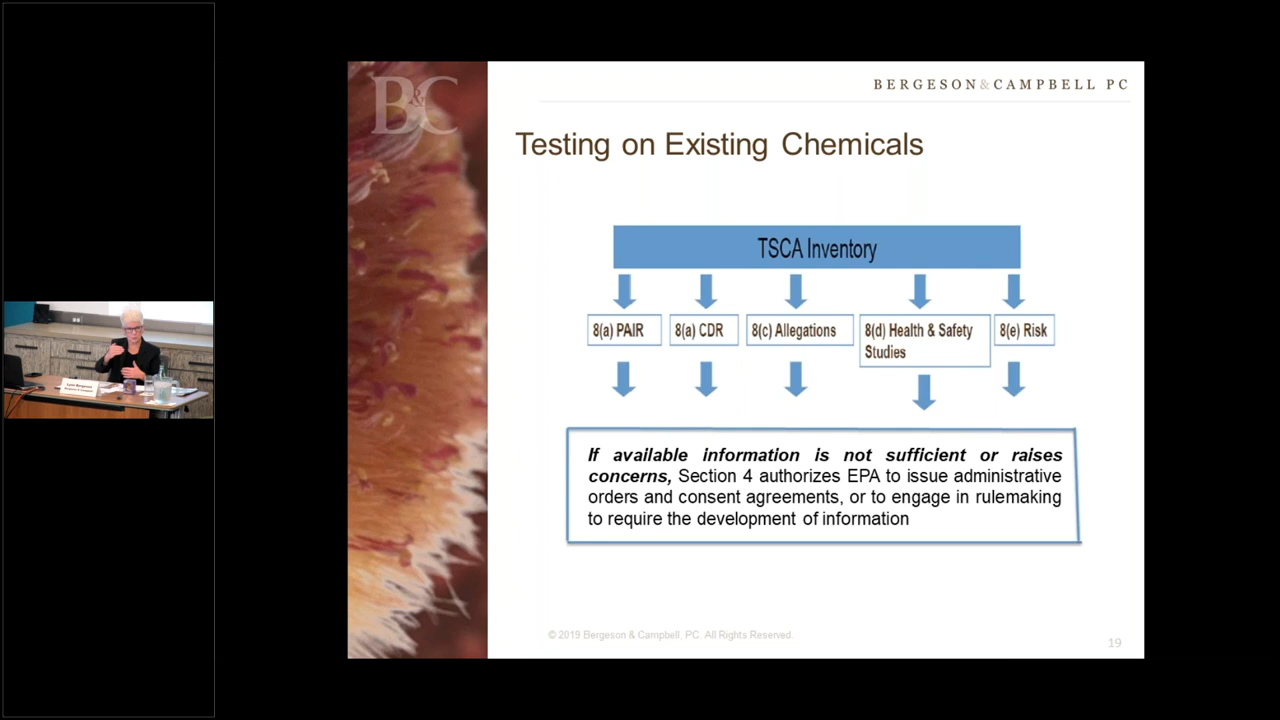 B&C
BERGESON&CAMPBELL PC
Testing on Existing Chemicals
TSCA Inventory
8(a) PAIR
8(a) CDR
8(c) Allegations
8(d) Health & Safety
Studies
8(e) Risk
If available information is not sufficient or raises
concerns, Section 4 authorizes EPA to issue administrative
orders and consent agreements, or to engage in rulemaking
to require the development of information
© 2019 Bergeson & Campbell, PC. All Rights Reserved.
19
Lynn Bergeson